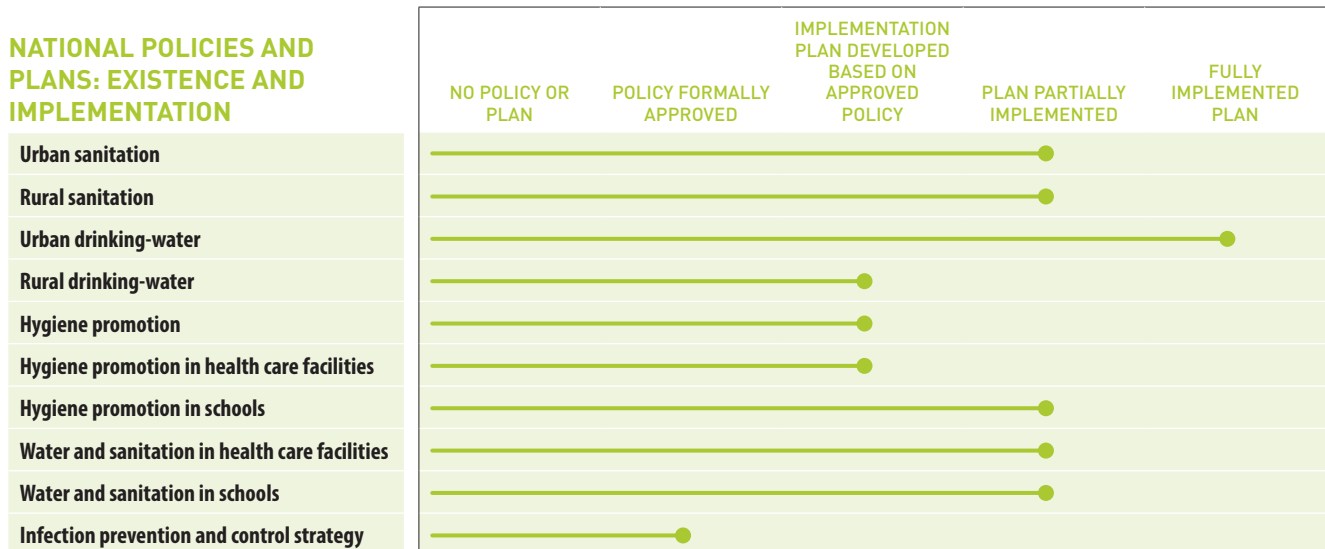 NATIONAL POLICIES AND
PLANS: EXISTENCE AND
IMPLEMENTATION
NO POLICY OR
PLAN
POLICY FORMALLY
APPROVED
IMPLEMENTATION
PLAN DEVELOPED
BASED ON
APPROVED
POLICY
PLAN PARTIALLY
IMPLEMENTED
FULLY
IMPLEMENTED
PLAN
Urban sanitation
Rural sanitation
Urban drinking-water
Rural drinking-water
Hygiene promotion
Hygiene promotion in health care facilities
Hygiene promotion in schools
Water and sanitation in health care facilities
Water and sanitation in schools
Infection prevention and control strategy